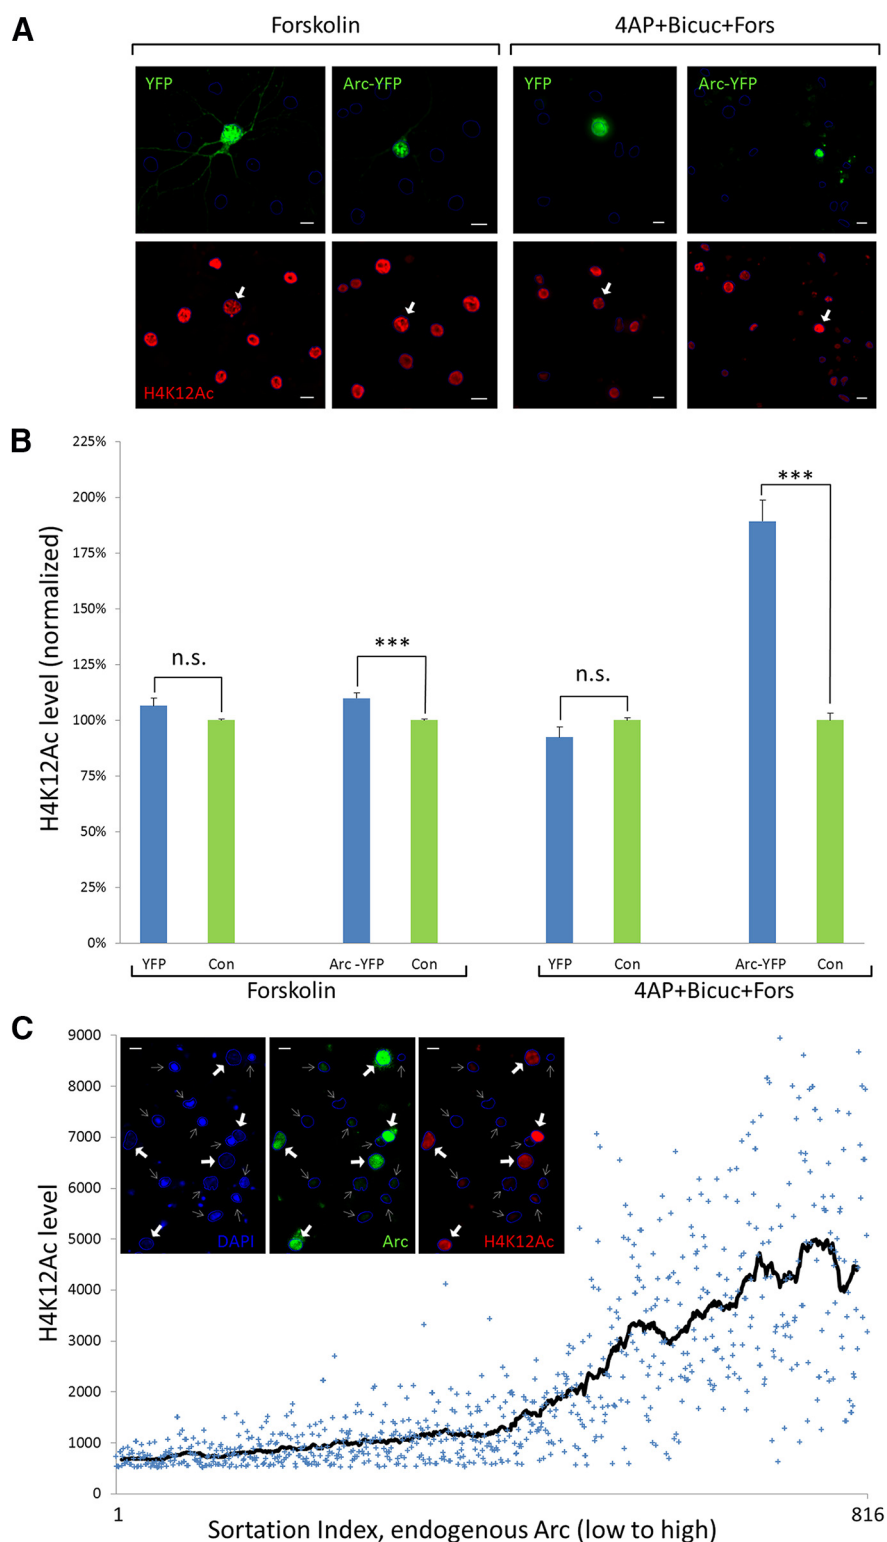 A
Forskolin
4AP+Bicuc+Fors
YFP
Arc-YFP
YFP
Arc-YFP
H4K12Ac
B
H4K12Ac level (normalized)
225%
200%
175%
150%
125%
100%
75%
50%
25%
0%
n.s.
***
n.s.
***
YFP
Con
Arc -YFP
Con
YFP
Con
Arc-YFP
Con
Forskolin
4AP+Bicuc+Fors
C
H4K12Ac level
9000
8000
7000
6000
5000
4000
3000
2000
1000
0
DAPI
Arc
H4K12Ac
1
816
Sortation Index, endogenous Arc (low to high)